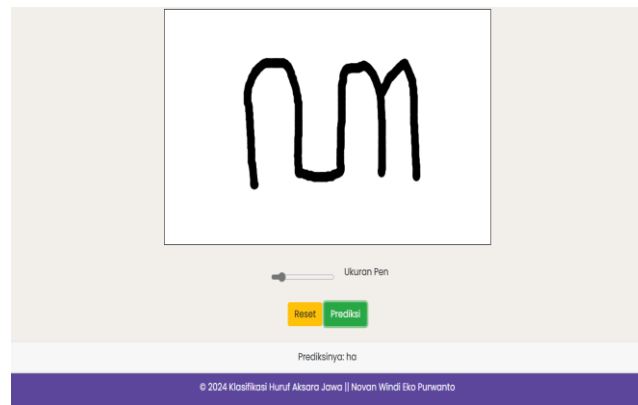 ꦲ
Ukuran Pen
Reset Prediksi
Prediksinya: ha
© 2024 Klasifikasi Huruf Aksara Jawa || Novan Windi Eko Purwanto